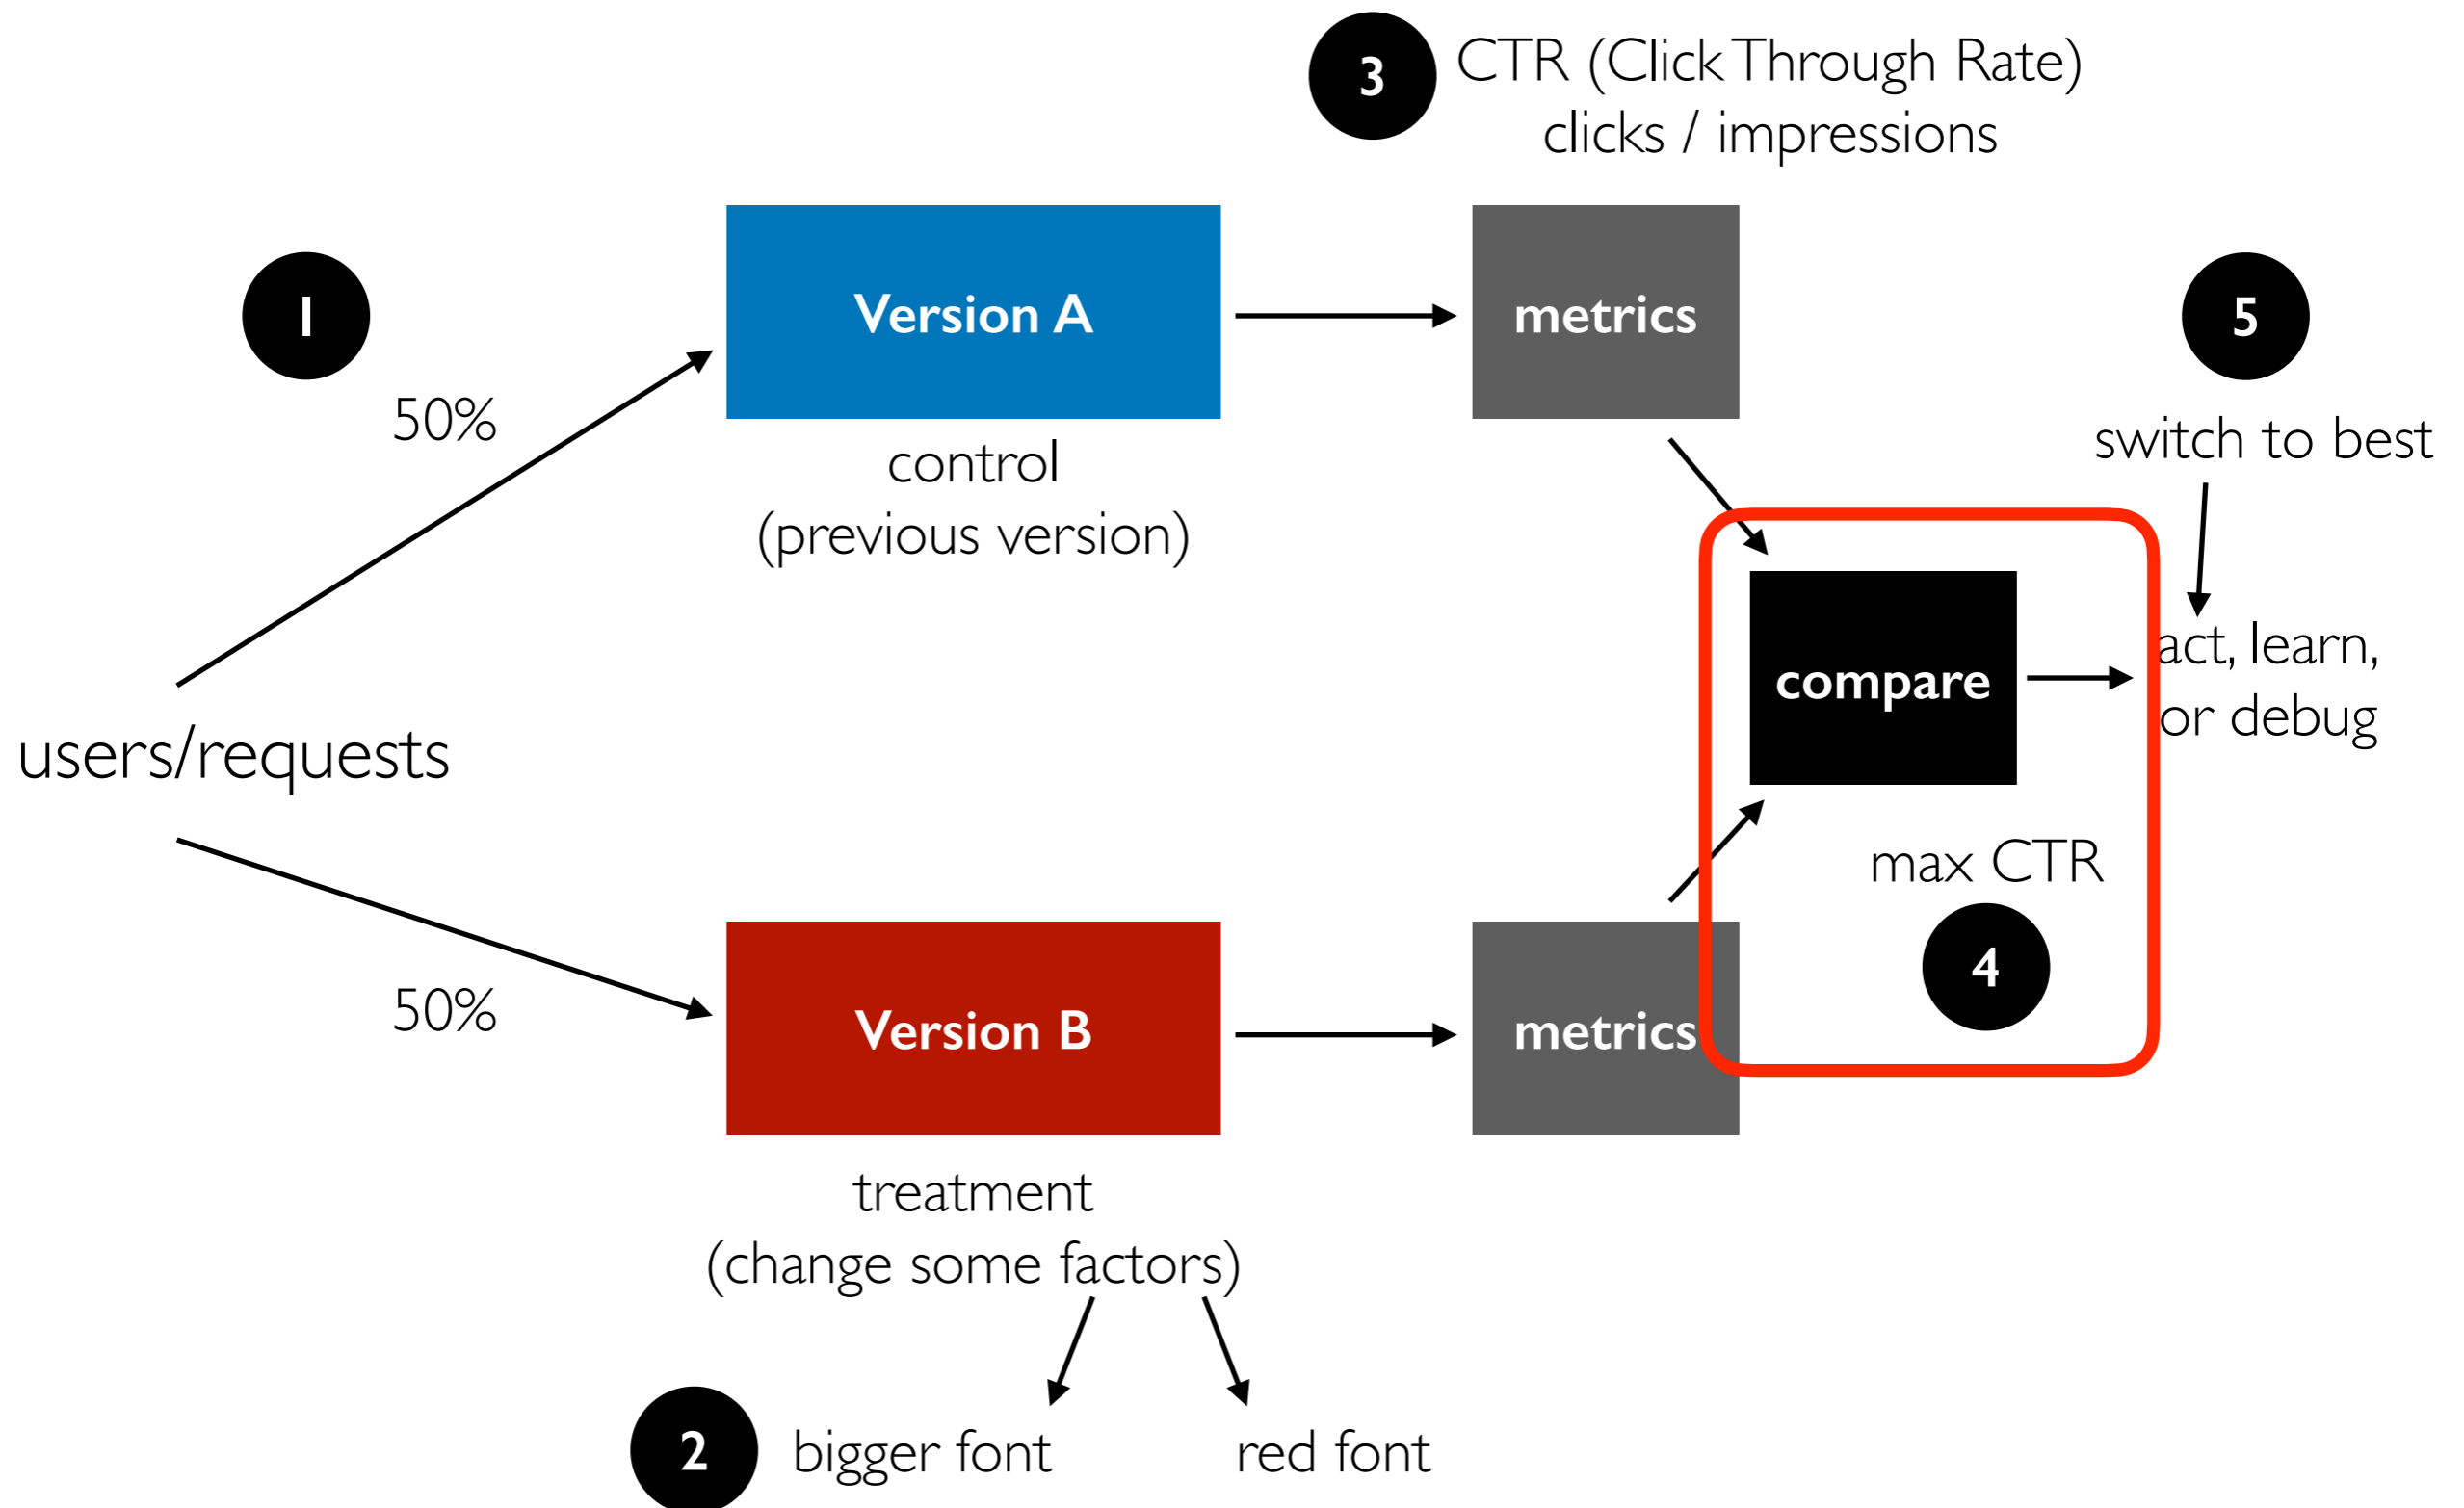 3
CTR (Click Through Rate)
clicks / impressions
1
50%
Version A
control
(previous version)
metrics
5
switch to best
users/requests
compare
act, learn,
or debug
max CTR
4
50%
Version B
metrics
treatment
(change some factors)
2
bigger font
red font